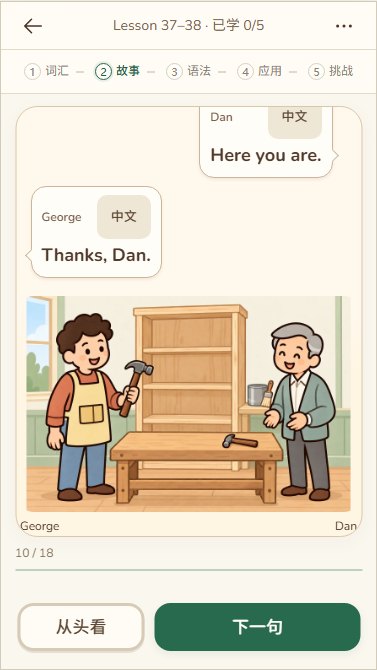 Lesson 37–38 · 已学 0/5
1 词汇 – 2 故事 – 3 语法 – 4 应用 – 5 挑战
Dan 中文
Here you are.
George 中文
Thanks, Dan.
George Dan
10 / 18
从头看 下一句